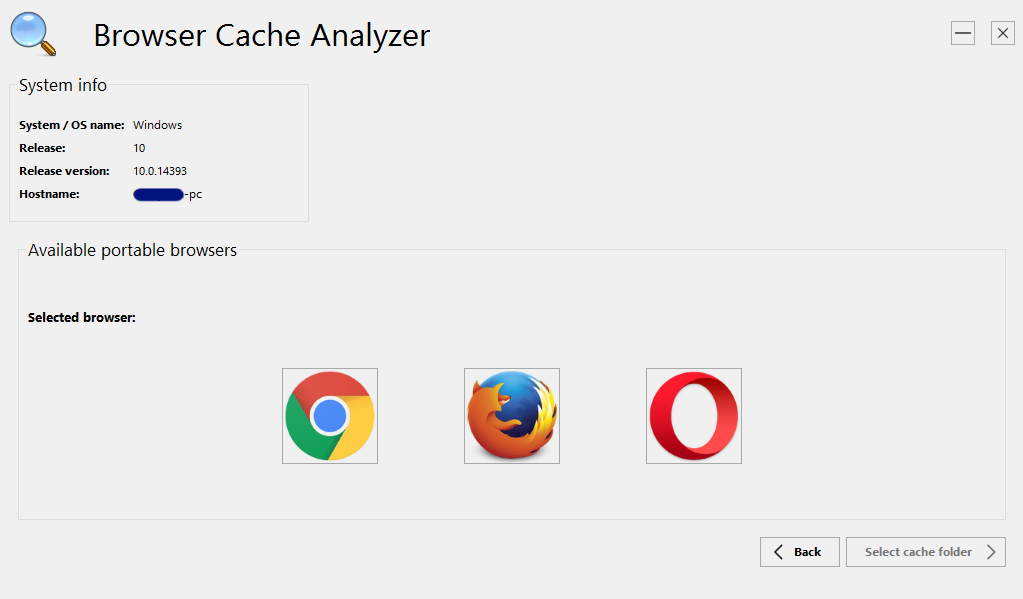 Browser Cache Analyzer
System info
System / OS name: Windows
Release: 10
Release version: 10.0.14393
Hostname: -pc
Available portable browsers
Selected browser:
Back
Select cache folder